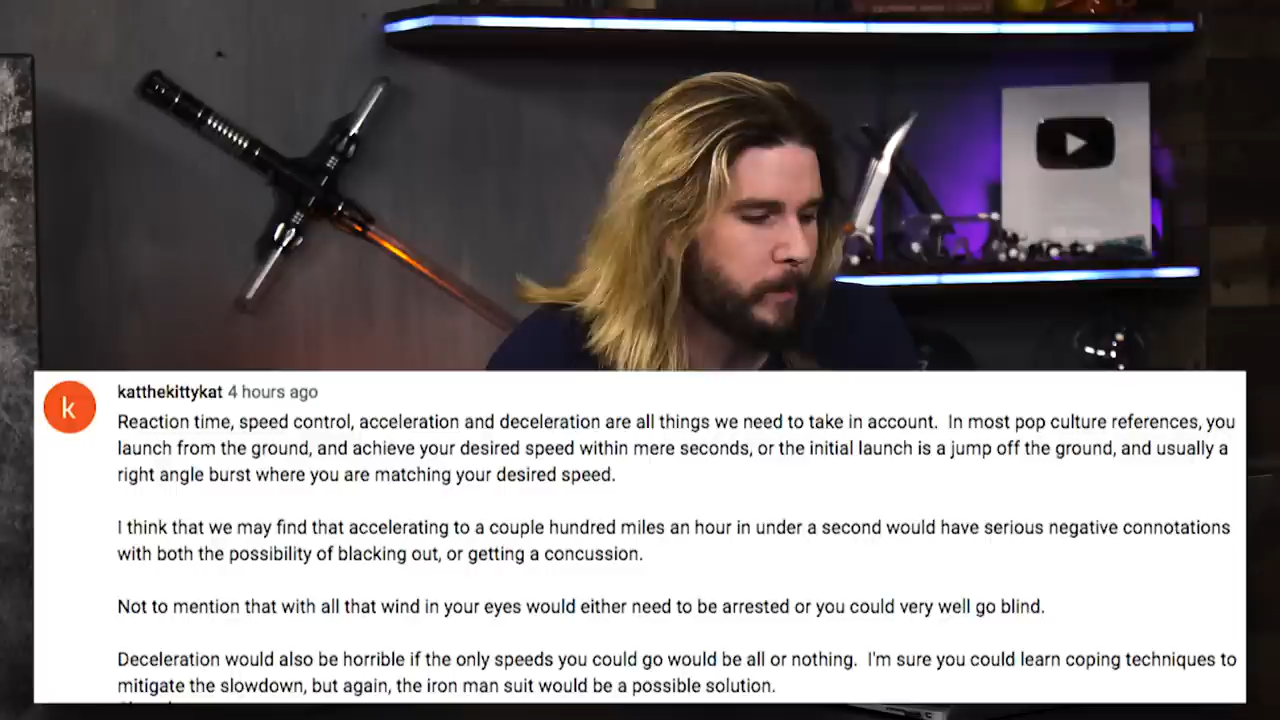 katthekittykat 4 hours ago
k
Reaction time, speed control, acceleration and deceleration are all things we need to take in account.  In most pop culture references, you
launch from the ground, and achieve your desired speed within mere seconds, or the initial launch is a jump off the ground, and usually a
right angle burst where you are matching your desired speed.
I think that we may find that accelerating to a couple hundred miles an hour in under a second would have serious negative connotations
with both the possibility of blacking out, or getting a concussion.
Not to mention that with all that wind in your eyes would either need to be arrested or you could very well go blind.
Deceleration would also be horrible if the only speeds you could go would be all or nothing.  I'm sure you could learn coping techniques to
mitigate the slowdown, but again, the iron man suit would be a possible solution.